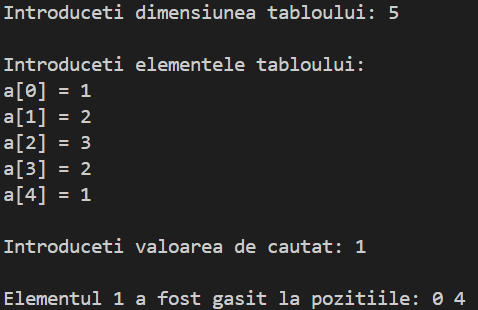 Introduceti dimensiunea tabloului: 5
Introduceti elementele tabloului:
a[0] = 1
a[1] = 2
a[2] = 3
a[3] = 2
a[4] = 1
Introduceti valoarea de cautat: 1
Elementul 1 a fost gasit la pozitiile: 0 4